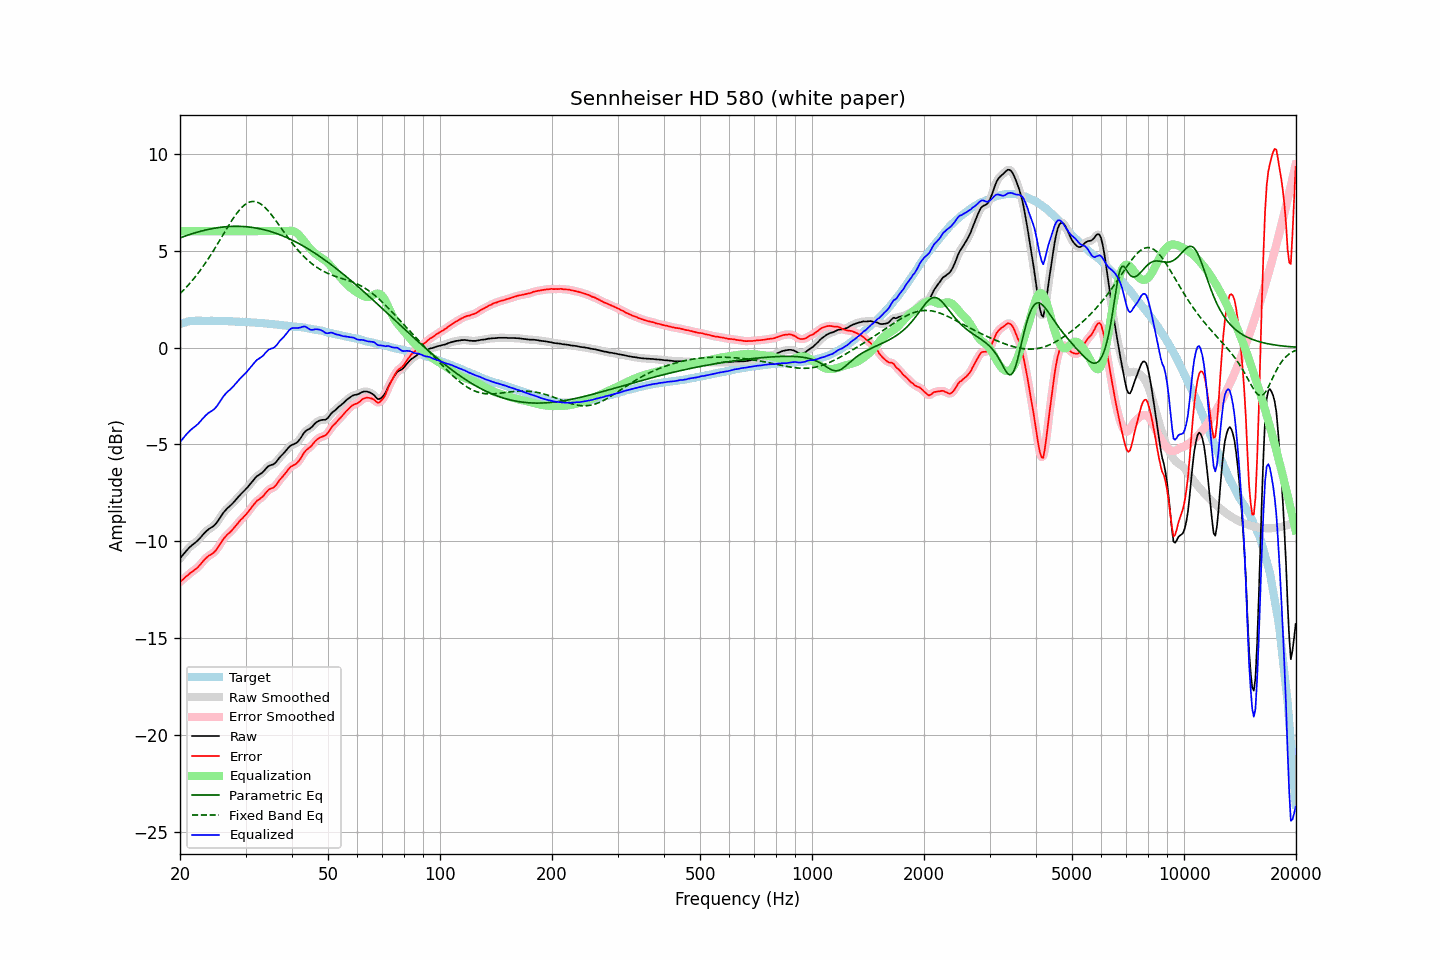 Sennheiser HD 580 (white paper)
10
5
0
−5
−10
−15
−20
−25
Amplitude (dBr)
Target
Raw Smoothed
Error Smoothed
Raw
Error
Equalization
Parametric Eq
Fixed Band Eq
Equalized
20 50 100 200 500 1000 2000 5000 10000 20000
Frequency (Hz)